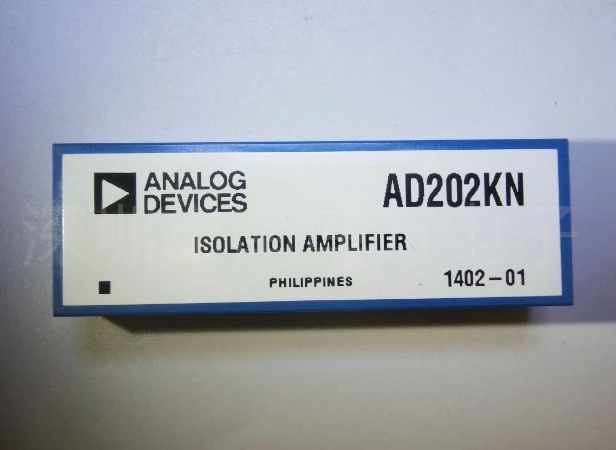 ANALOG
DEVICES
AD202KN
ISOLATION AMPLIFIER
PHILIPPINES
1402-01